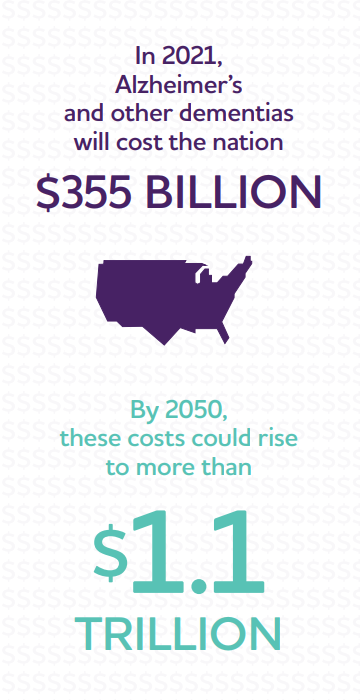 In 2021,
Alzheimer’s
and other dementias
will cost the nation
$355 BILLION
By 2050,
these costs could rise
to more than
$1.1
TRILLION